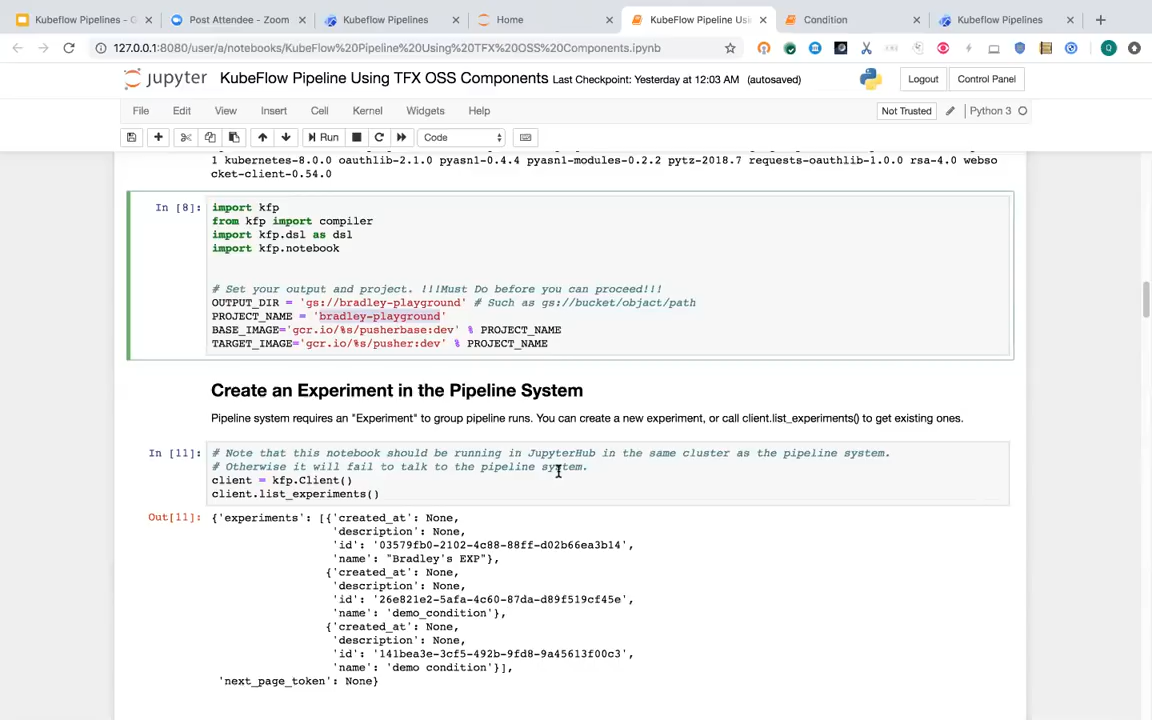 Kubeflow Pipelines - G
Post Attendee - Zoom
Kubeflow Pipelines
Home
KubeFlow Pipeline Usi
Condition
Kubeflow Pipelines
127.0.0.1:8080/user/a/notebooks/KubeFlow%20Pipeline%20Using%20TFX%20OSS%20Components.ipynb
Q
jupyter KubeFlow Pipeline Using TFX OSS Components Last Checkpoint: Yesterday at 12:03 AM (autosaved)
Logout
Control Panel
File Edit View Insert Cell Kernel Widgets Help
Not Trusted
Python 3
Run
Code
1 kubernetes-8.0.0 oauthlib-2.1.0 pyasn1-0.4.4 pyasn1-modules-0.2.2 pytz-2018.7 requests-oauthlib-1.0.0 rsa-4.0 webso
cket-client-0.54.0
In [8]: import kfp
from kfp import compiler
import kfp.dsl as dsl
import kfp.notebook
# Set your output and project. !!!Must Do before you can proceed!!!
OUTPUT_DIR = 'gs://bradley-playground' # Such as gs://bucket/objact/path
PROJECT_NAME = 'bradley-playground'
BASE_IMAGE='gcr.io/%s/pusherbase:dev' % PROJECT_NAME
TARGET_IMAGE='gcr.io/%s/pusher:dev' % PROJECT_NAME
Create an Experiment in the Pipeline System
Pipeline system requires an "Experiment" to group pipeline runs. You can create a new experiment, or call client.list_experiments() to get existing ones.
In [11]: # Note that this notebook should be running in JupyterHub in the same cluster as the pipeline system.
# Otherwise it will fail to talk to the pipeline system.
client = kfp.Client()
client.list_experiments()
Out[11]: {'experiments': [{'created_at': None,
'description': None,
'id': '03579fb0-2102-4c88-88ff-d02b66ea3b14',
'name': "Bradley's EXP"},
{'created_at': None,
'description': None,
'id': '26e821e2-5afa-4c60-87da-d89f519cf45e',
'name': 'demo_condition'},
{'created_at': None,
'description': None,
'id': '141bea3e-3cf5-492b-9fd8-9a45613f00c3',
'name': 'demo condition'}],
'next_page_token': None}